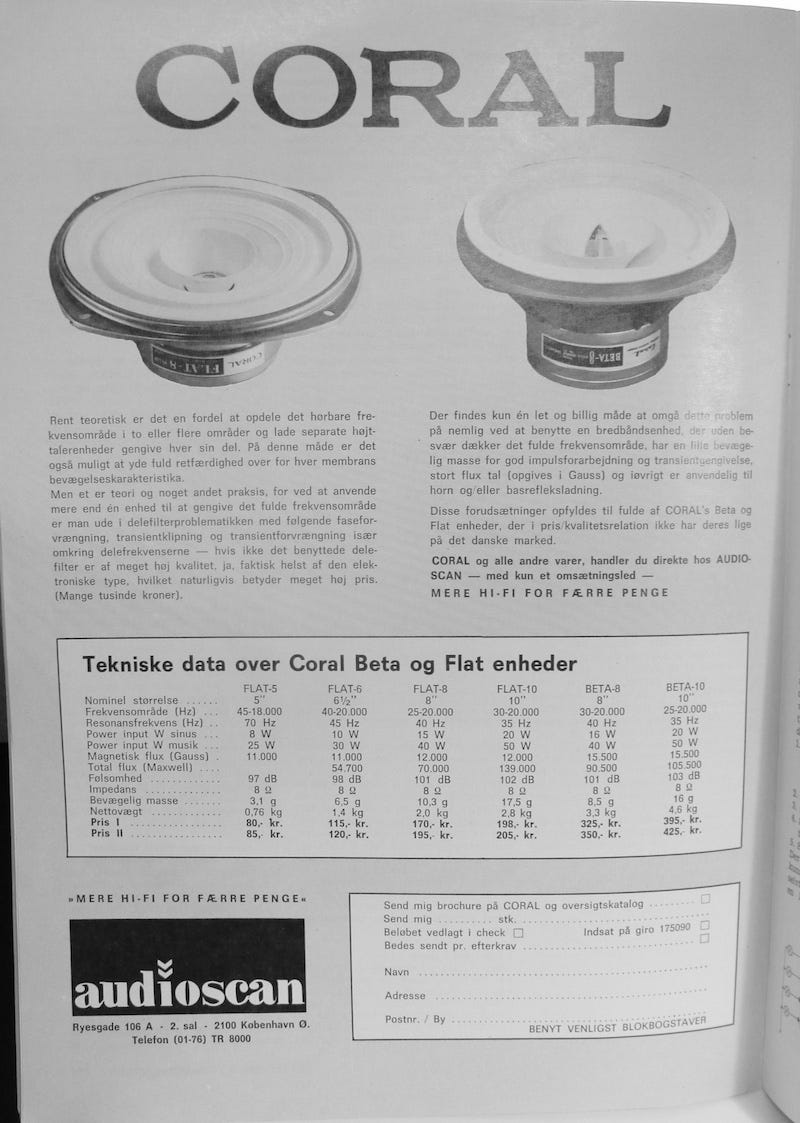 CORAL
CORAL FLAT-8
Coral BETA-8
Rent teoretisk er det en fordel at opdele det hørbare fre-
kvensområde i to eller flere områder og lade separate højt-
talerenheder gengive hver sin del. På denne måde er det
også muligt at yde fuld retfærdighed over for hver membrans
bevægelseskarakteristika.
Men et er teori og noget andet praksis, for ved at anvende
mere end én enhed til at gengive det fulde frekvensområde
er man ude i delefilterproblematikken med følgende fasefor-
vrængning, transientklipning og transientforvrængning især
omkring delefrekvenserne — hvis ikke det benyttede dele-
filter er af meget høj kvalitet, ja, faktisk helst af den elek-
troniske type, hvilket naturligvis betyder meget høj pris.
(Mange tusinde kroner).
Der findes kun én let og billig måde at omgå dette problem
på nemlig ved at benytte en bredbåndsenhed, der uden be-
svær dækker det fulde frekvensområde, har en lille bevæge-
lig masse for god impulsforarbejdning og transientgengivelse,
stort flux tal (opgives i Gauss) og iøvrigt er anvendelig til
horn og/eller basrefleksladning.
Disse forudsætninger opfyldes til fulde af CORAL's Beta og
Flat enheder, der i pris/kvalitetsrelation ikke har deres lige
på det danske marked.
CORAL og alle andre varer, handler du direkte hos AUDIO-
SCAN — med kun et omsætningsled —
MERE HI-FI FOR FÆRRE PENGE
Tekniske data over Coral Beta og Flat enheder
FLAT-5 FLAT-6 FLAT-8 FLAT-10 BETA-8 BETA-10
Nominel størrelse ...... 5" 6½" 8" 10" 8" 10"
Frekvensområde (Hz) ... 45-18.000 40-20.000 25-20.000 30-20.000 30-20.000 25-20.000
Resonansfrekvens (Hz) .. 70 Hz 45 Hz 40 Hz 35 Hz 40 Hz 35 Hz
Power input W sinus ... 8 W 10 W 15 W 20 W 16 W 20 W
Power input W musik ... 25 W 30 W 40 W 50 W 40 W 50 W
Magnetisk flux (Gauss) . 11.000 11.000 12.000 12.000 15.500 15.500
Total flux (Maxwell) .... 54.700 70.000 139.000 90.500 105.500
Følsomhed ............. 97 dB 98 dB 101 dB 102 dB 101 dB 103 dB
Impedans .............. 8 Ω 8 Ω 8 Ω 8 Ω 8 Ω 8 Ω
Bevægelig masse ....... 3,1 g 6,5 g 10,3 g 17,5 g 8,5 g 16 g
Nettovægt ............. 0,76 kg 1,4 kg 2,0 kg 2,8 kg 3,3 kg 4,6 kg
Pris I ................. 80,- kr. 115,- kr. 170,- kr. 198,- kr. 325,- kr. 395,- kr.
Pris II ................ 85,- kr. 120,- kr. 195,- kr. 205,- kr. 350,- kr. 425,- kr.
»MERE HI-FI FOR FÆRRE PENGE«
audioscan
Ryesgade 106 A - 2. sal - 2100 København Ø.
Telefon (01-76) TR 8000
Send mig brochure på CORAL og oversigtskatalog .........
Send mig .......... stk. ..............................
Beløbet vedlagt i check Indsat på giro 175090
Bedes sendt pr. efterkrav ..............................
Navn ..............................
Adresse ..............................
Postnr. / By ..............................
BENYT VENLIGST BLOKBOGSTAVER